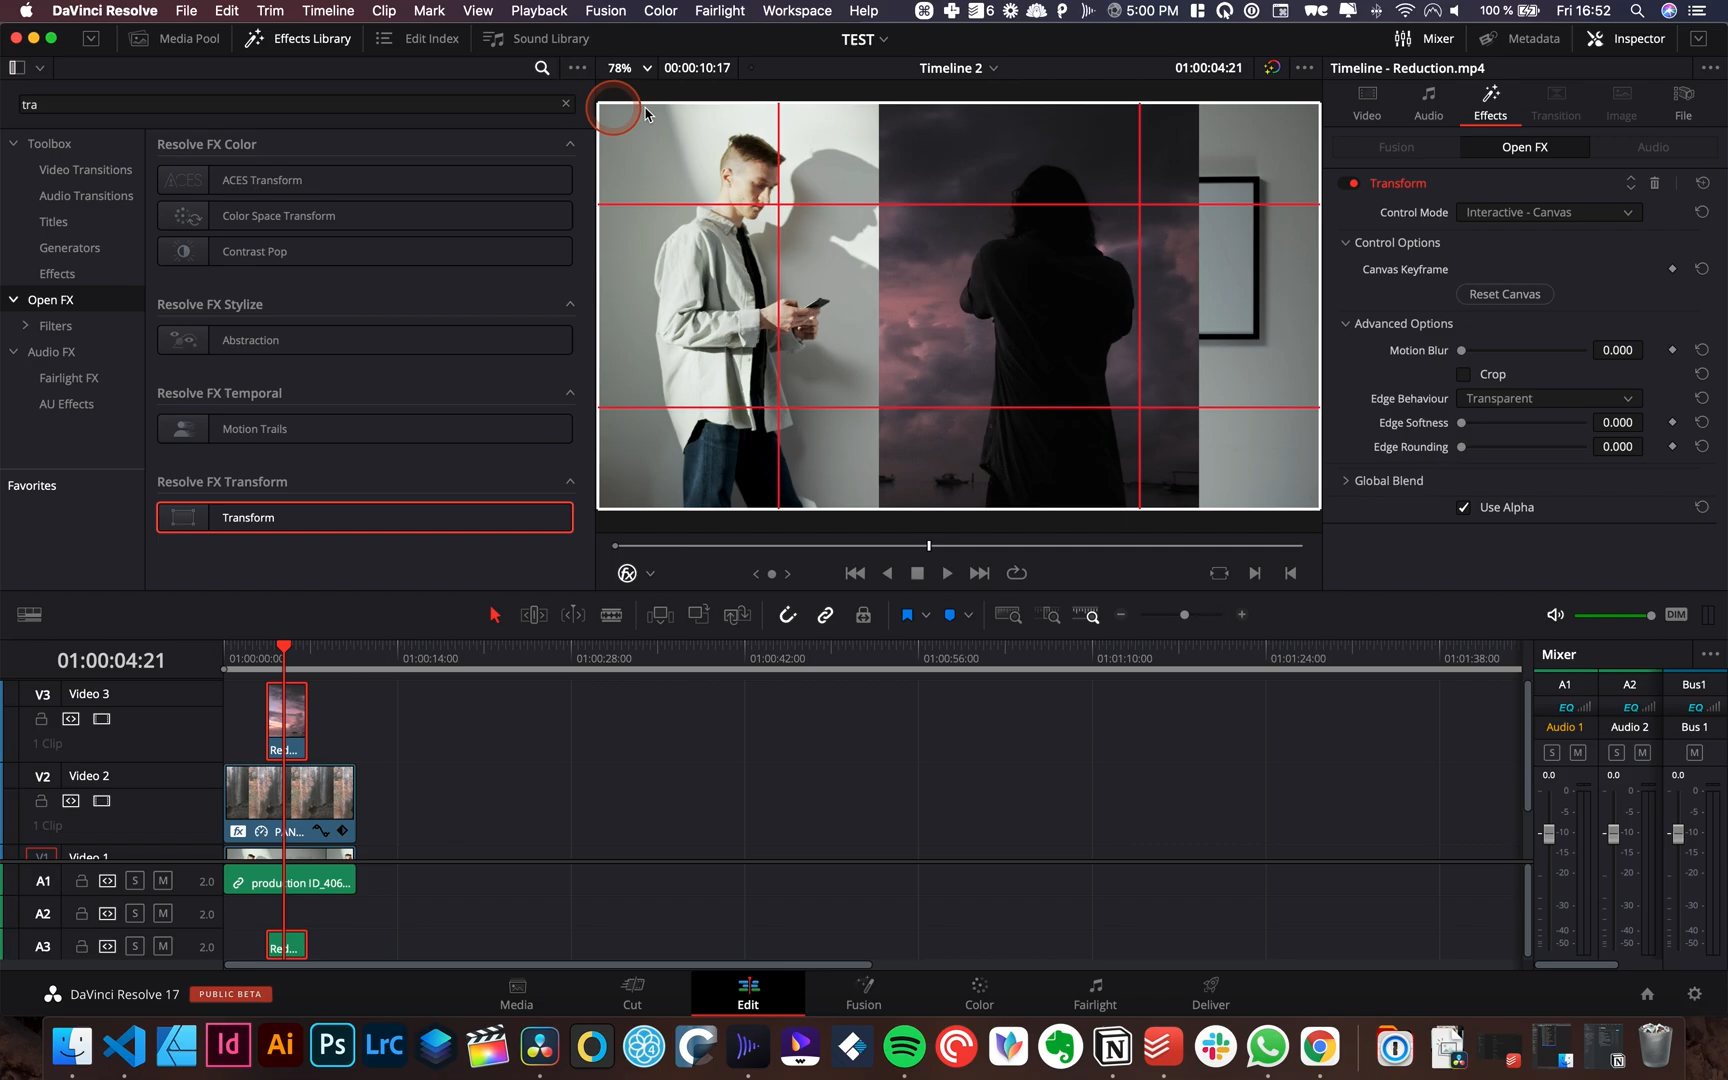 DaVinci Resolve File Edit Trim Timeline Clip Mark View Playback Fusion Color Fairlight Workspace Help 6 5:00 PM 100 % Fri 16:52
Media Pool Effects Library Edit Index Sound Library TEST Mixer Metadata Inspector
78% 00:00:10:17 Timeline 2 01:00:04:21 Timeline - Reduction.mp4
tra
Video Audio Effects Transition Image File
Fusion Open FX Audio
Toolbox
Video Transitions
Audio Transitions
Titles
Generators
Effects
Open FX
Filters
Audio FX
Fairlight FX
AU Effects
Favorites
Resolve FX Color
ACES ACES Transform
Color Space Transform
Contrast Pop
Resolve FX Stylize
Abstraction
Resolve FX Temporal
Motion Trails
Resolve FX Transform
Transform
Transform
Control Mode Interactive - Canvas
Control Options
Canvas Keyframe
Reset Canvas
Advanced Options
Motion Blur 0.000
Crop
Edge Behaviour Transparent
Edge Softness 0.000
Edge Rounding 0.000
Global Blend
Use Alpha
DIM
01:00:04:21
01:00:00:00 01:00:14:00 01:00:28:00 01:00:42:00 01:00:56:00 01:01:10:00 01:01:24:00 01:01:38:00
V3 Video 3
1 Clip
Red...
V2 Video 2
1 Clip
fx PAN...
V1 Video 1
A1 S M 2.0
production ID_406...
A2 S M 2.0
A3 S M 2.0
Red...
Mixer
A1 A2 Bus1
EQ EQ EQ
Audio 1 Audio 2 Bus 1
S M S M M
0.0 0.0 0.0
0 0 0
-5 -5 -5
-10 -10 -10
-15 -15 -15
-20 -20 -20
-30 -30 -30
-40 -40 -40
-50 -50 -50
DaVinci Resolve 17 PUBLIC BETA
Media Cut Edit Fusion Color Fairlight Deliver
Id Ai Ps LrC